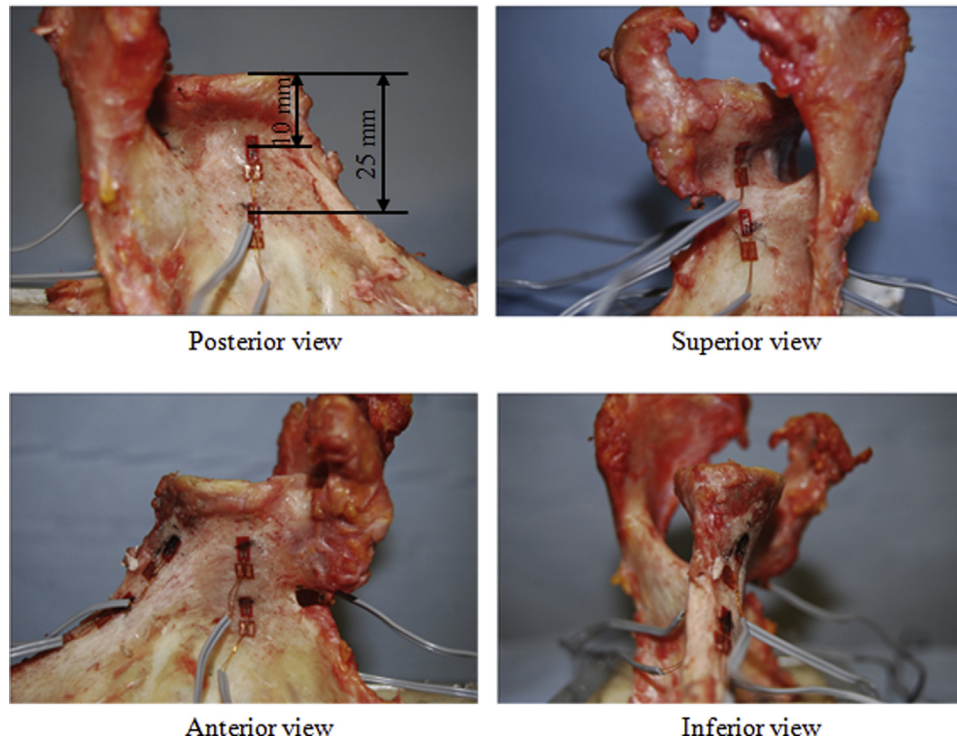 10 mm
25 mm
Posterior view
Superior view
Anterior view
Inferior view